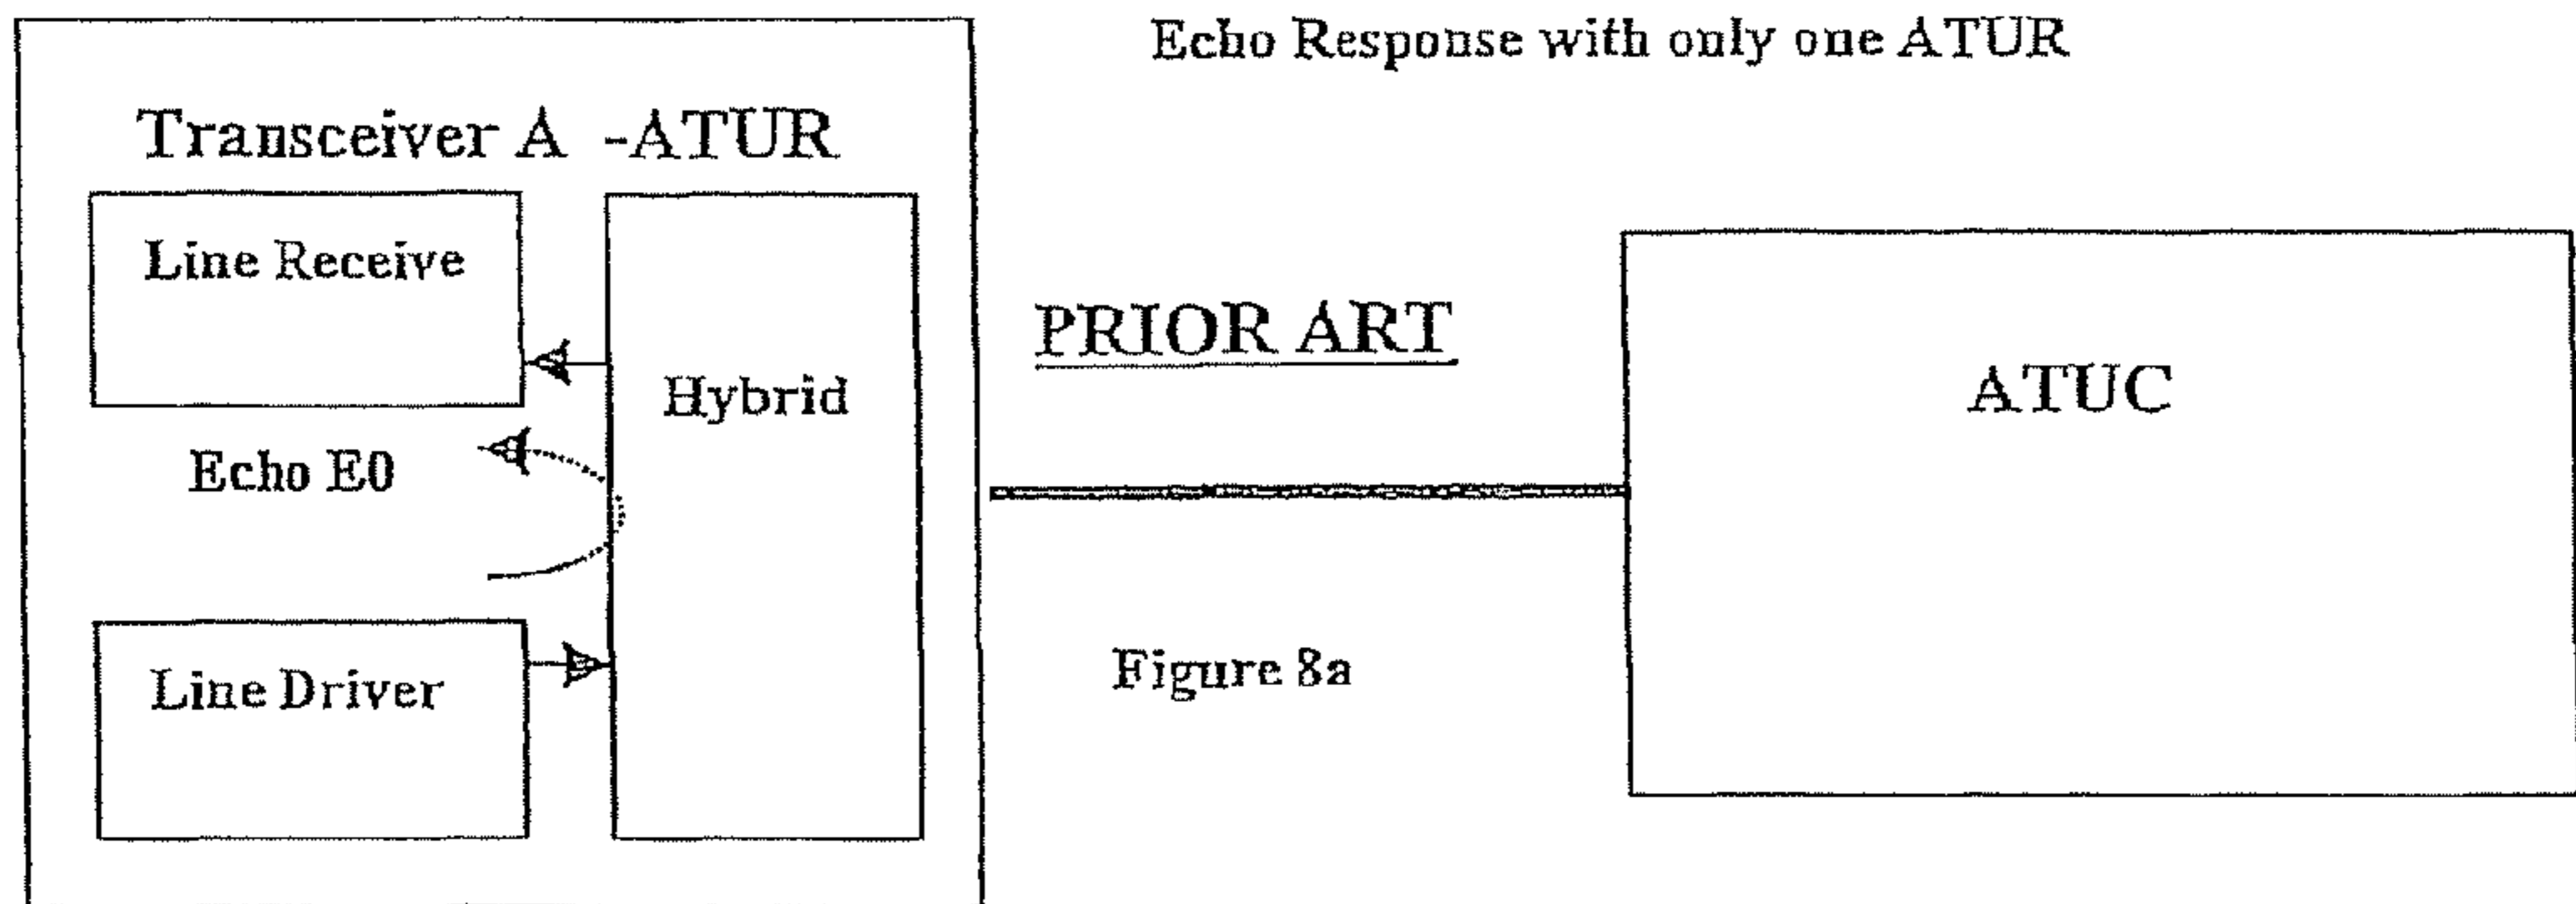 Echo Response with only one ATUR
Transceiver A -ATUR
Line Receive
PRIOR ART
Hybrid
ATUC
Echo E0
Line Driver
Figure 8a